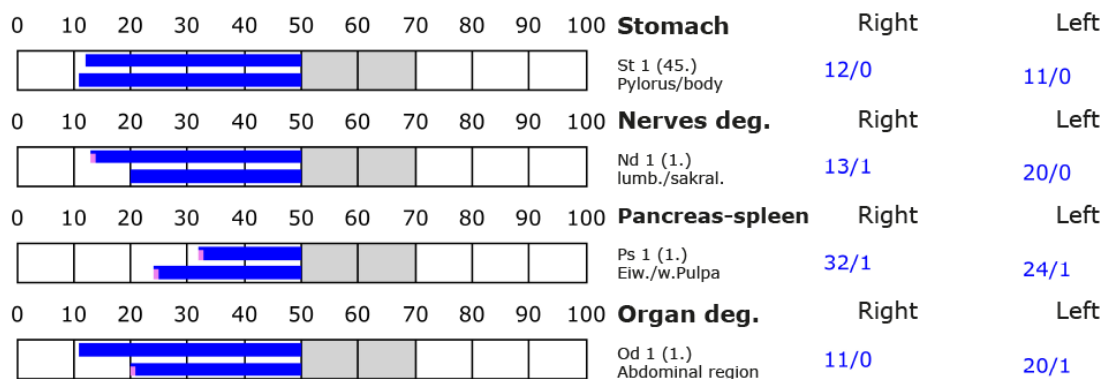 0 10 20 30 40 50 60 70 80 90 100 Stomach Right Left
St 1 (45.) 12/0 11/0
Pylorus/body
0 10 20 30 40 50 60 70 80 90 100 Nerves deg. Right Left
Nd 1 (1.) 13/1 20/0
lumb./sakral.
0 10 20 30 40 50 60 70 80 90 100 Pancreas-spleen Right Left
Ps 1 (1.) 32/1 24/1
Eiw./w.Pulpa
0 10 20 30 40 50 60 70 80 90 100 Organ deg. Right Left
Od 1 (1.) 11/0 20/1
Abdominal region